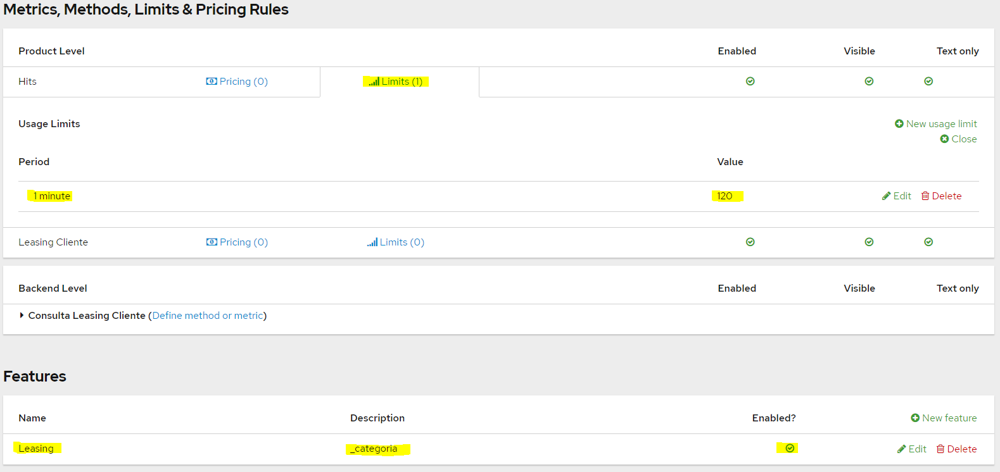 Metrics, Methods, Limits & Pricing Rules
Product Level Enabled Visible Text only
Hits Pricing (0) Limits (1)
Usage Limits New usage limit
Close
Period Value
1 minute 120 Edit Delete
Leasing Cliente Pricing (0) Limits (0)
Backend Level Enabled Visible Text only
Consulta Leasing Cliente (Define method or metric)
Features
Name Description Enabled? New feature
Leasing _categoria Edit Delete